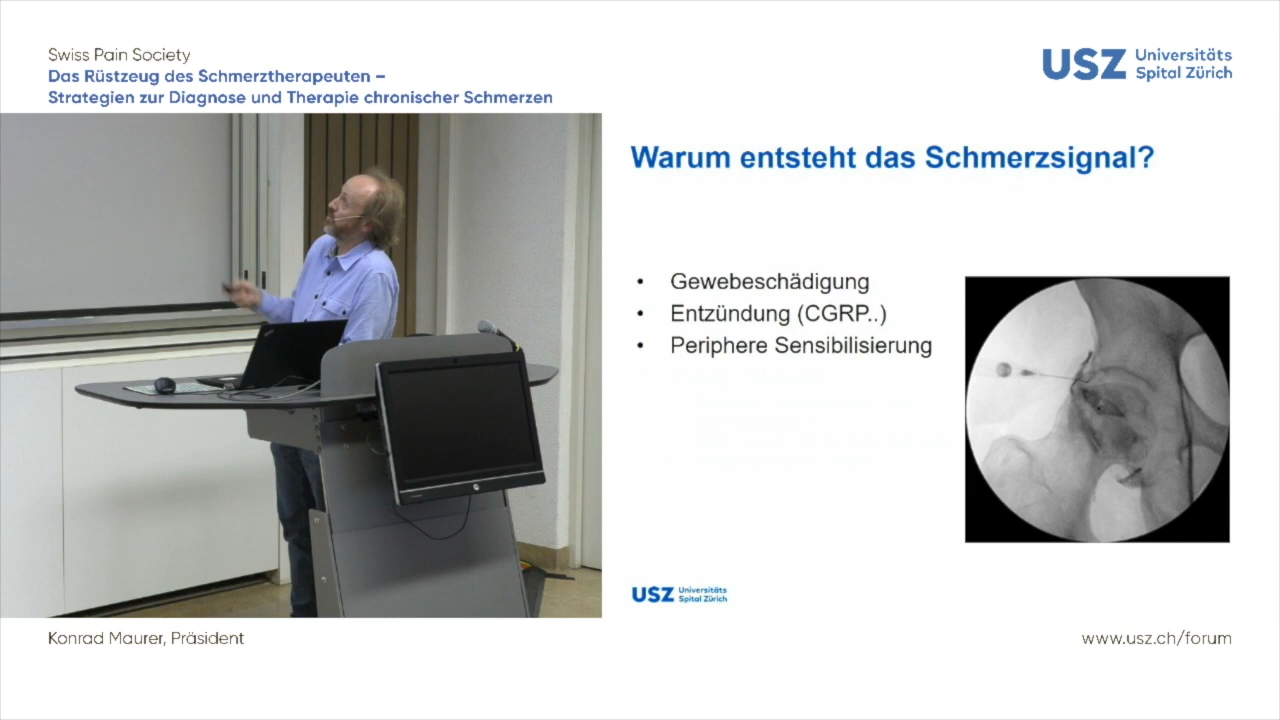 Swiss Pain Society
Das Rüstzeug des Schmerztherapeuten –
Strategien zur Diagnose und Therapie chronischer Schmerzen
USZ Universitäts
Spital Zürich
Warum entsteht das Schmerzsignal?
• Gewebeschädigung
• Entzündung (CGRP..)
• Periphere Sensibilisierung
USZ Universitäts
Spital Zürich
Konrad Maurer, Präsident
www.usz.ch/forum